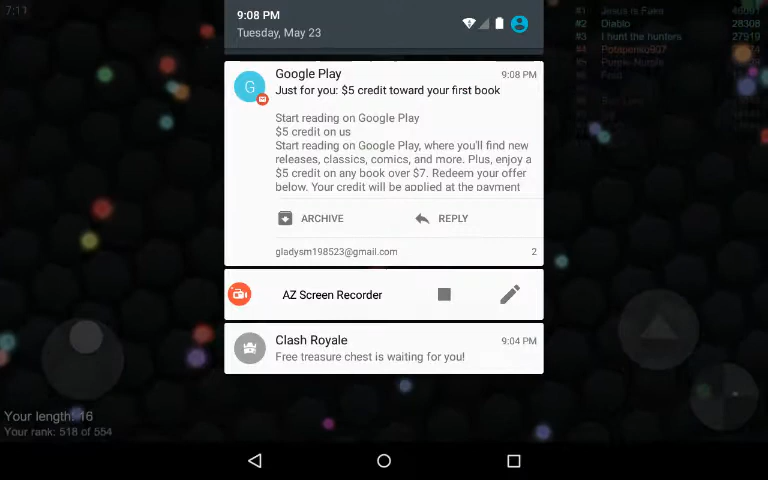 7:11
9:08 PM
Tuesday, May 23
#1 Jesus is Fake
#2 Diablo 28308
#3 I hunt the hunters 27919
#4 Potapenko907
#5
#6
G
Google Play 9:08 PM
Just for you: $5 credit toward your first book
Start reading on Google Play
$5 credit on us
Start reading on Google Play, where you'll find new
releases, classics, comics, and more. Plus, enjoy a
$5 credit on any book over $7. Redeem your offer
below. Your credit will be applied at the payment
ARCHIVE REPLY
gladysm198523@gmail.com 2
AZ Screen Recorder
Clash Royale 9:04 PM
Free treasure chest is waiting for you!
Your length: 16
Your rank: 518 of 554